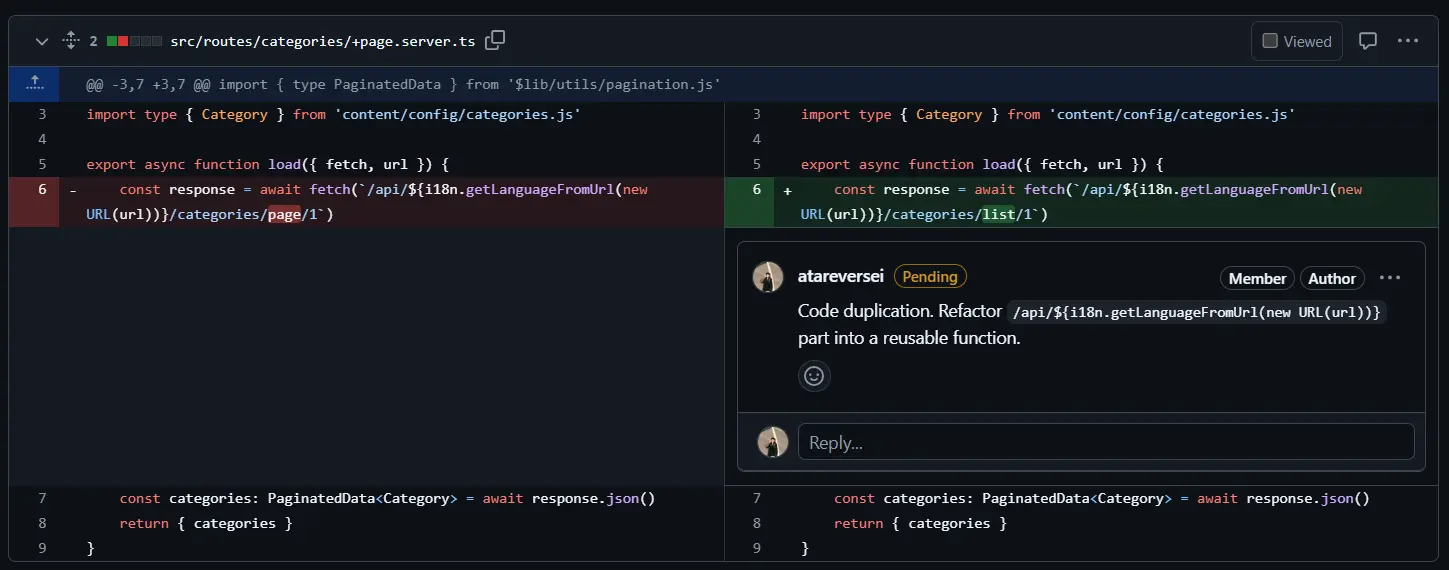 2 src/routes/categories/+page.server.ts Viewed
@@ -3,7 +3,7 @@ import { type PaginatedData } from '$lib/utils/pagination.js'
3 import type { Category } from 'content/config/categories.js'
4
5 export async function load({ fetch, url }) {
6 - const response = await fetch(`/api/${i18n.getLanguageFromUrl(new
URL(url))}/categories/page/1`)
7 const categories: PaginatedData<Category> = await response.json()
8 return { categories }
9 }
3 import type { Category } from 'content/config/categories.js'
4
5 export async function load({ fetch, url }) {
6 + const response = await fetch(`/api/${i18n.getLanguageFromUrl(new
URL(url))}/categories/list/1`)
atareversei Pending Member Author
Code duplication. Refactor /api/${i18n.getLanguageFromUrl(new URL(url))}
part into a reusable function.
Reply...
7 const categories: PaginatedData<Category> = await response.json()
8 return { categories }
9 }